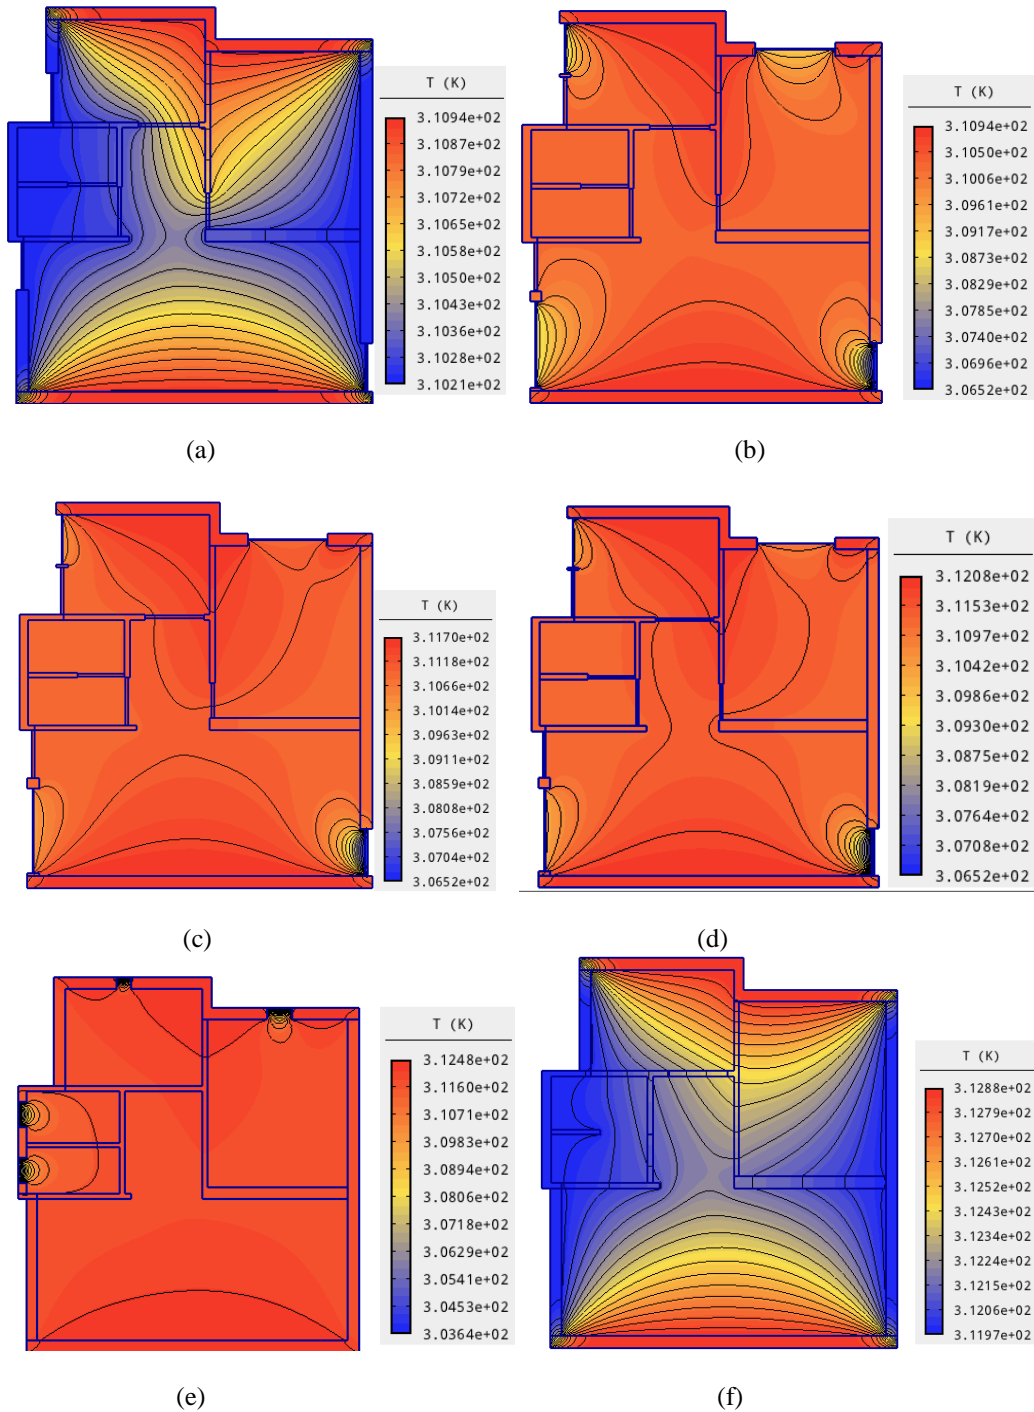 T (K)
3.1094e+02
3.1087e+02
3.1079e+02
3.1072e+02
3.1065e+02
3.1058e+02
3.1050e+02
3.1043e+02
3.1036e+02
3.1028e+02
3.1021e+02
(a)
T (K)
3.1094e+02
3.1050e+02
3.1006e+02
3.0961e+02
3.0917e+02
3.0873e+02
3.0829e+02
3.0785e+02
3.0740e+02
3.0696e+02
3.0652e+02
(b)
T (K)
3.1170e+02
3.1118e+02
3.1066e+02
3.1014e+02
3.0963e+02
3.0911e+02
3.0859e+02
3.0808e+02
3.0756e+02
3.0704e+02
3.0652e+02
(c)
T (K)
3.1208e+02
3.1153e+02
3.1097e+02
3.1042e+02
3.0986e+02
3.0930e+02
3.0875e+02
3.0819e+02
3.0764e+02
3.0708e+02
3.0652e+02
(d)
T (K)
3.1248e+02
3.1160e+02
3.1071e+02
3.0983e+02
3.0894e+02
3.0806e+02
3.0718e+02
3.0629e+02
3.0541e+02
3.0453e+02
3.0364e+02
(e)
T (K)
3.1288e+02
3.1279e+02
3.1270e+02
3.1261e+02
3.1252e+02
3.1243e+02
3.1234e+02
3.1224e+02
3.1215e+02
3.1206e+02
3.1197e+02
(f)